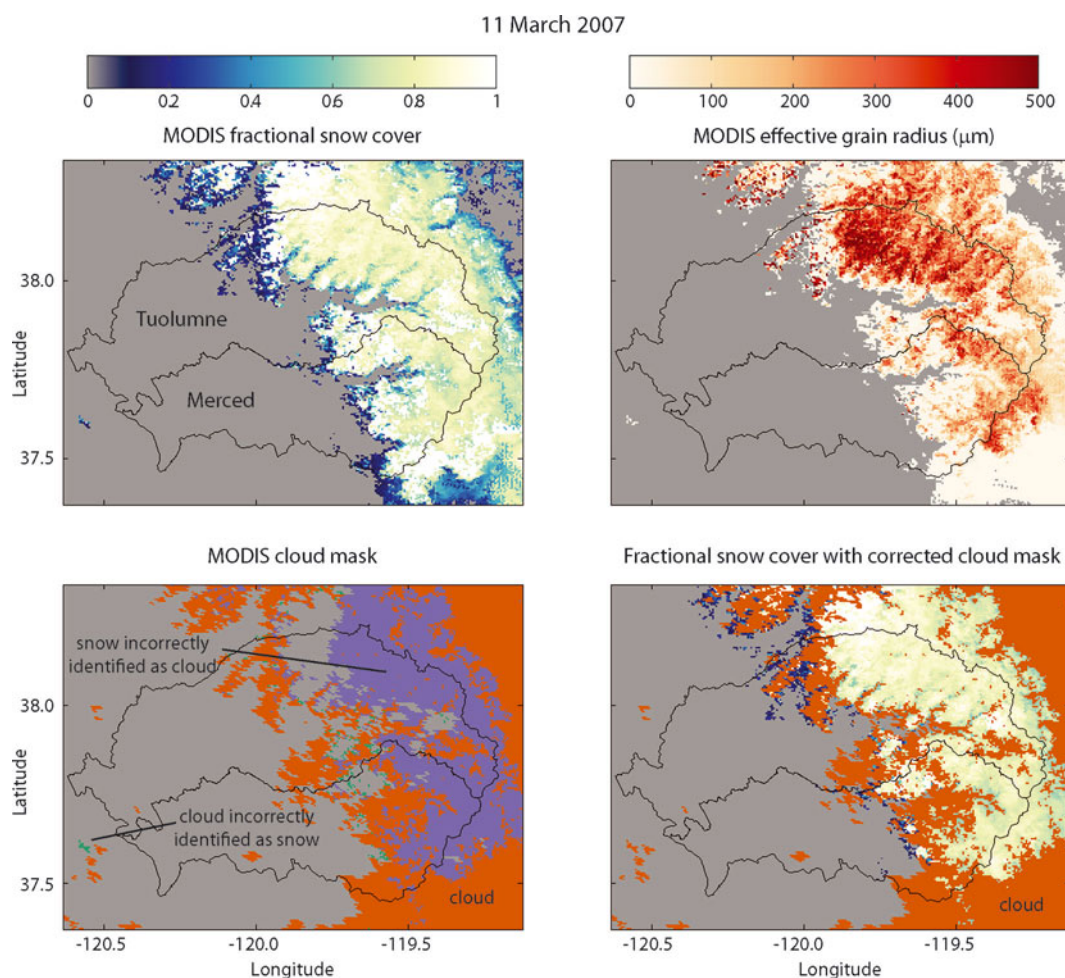 11 March 2007
0 0.2 0.4 0.6 0.8 1
0 100 200 300 400 500
MODIS fractional snow cover
MODIS effective grain radius (μm)
Latitude
38.0
37.5
Tuolumne
Merced
MODIS cloud mask
Fractional snow cover with corrected cloud mask
Latitude
38.0
37.5
snow incorrectly
identified as cloud
cloud incorrectly
identified as snow
cloud
cloud
-120.5 -120.0 -119.5
-120.5 -120.0 -119.5
Longitude
Longitude